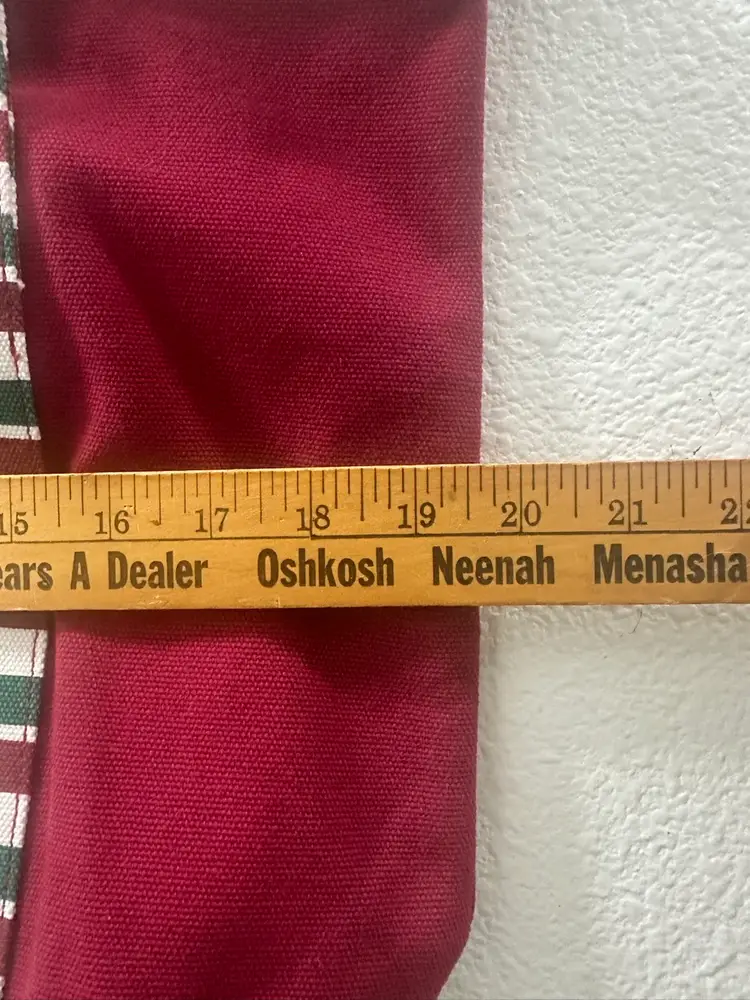 15 16 17 18 19 20 21
ears A Dealer Oshkosh Neenah Menasha